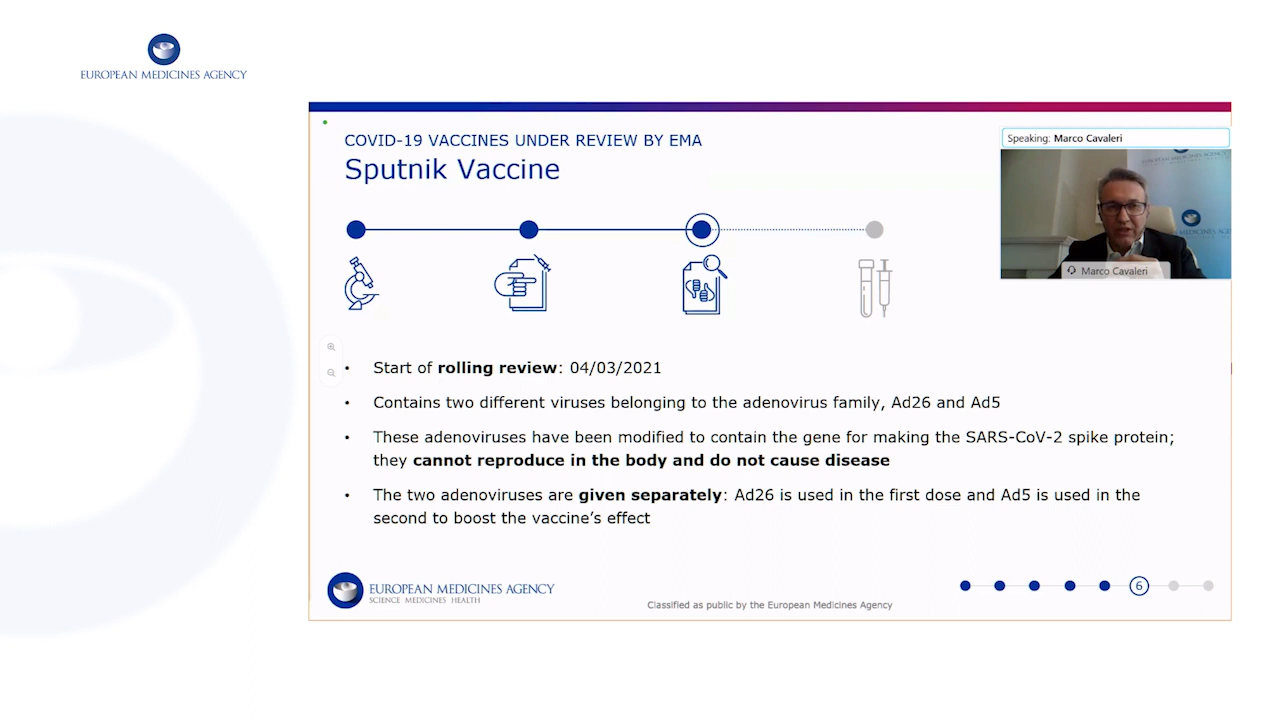 EUROPEAN MEDICINES AGENCY
COVID-19 VACCINES UNDER REVIEW BY EMA
Sputnik Vaccine
Speaking: Marco Cavaleri
Marco Cavaleri
• Start of rolling review: 04/03/2021
• Contains two different viruses belonging to the adenovirus family, Ad26 and Ad5
• These adenoviruses have been modified to contain the gene for making the SARS-CoV-2 spike protein;
they cannot reproduce in the body and do not cause disease
• The two adenoviruses are given separately: Ad26 is used in the first dose and Ad5 is used in the
second to boost the vaccine's effect
EUROPEAN MEDICINES AGENCY
SCIENCE MEDICINES HEALTH
Classified as public by the European Medicines Agency
6